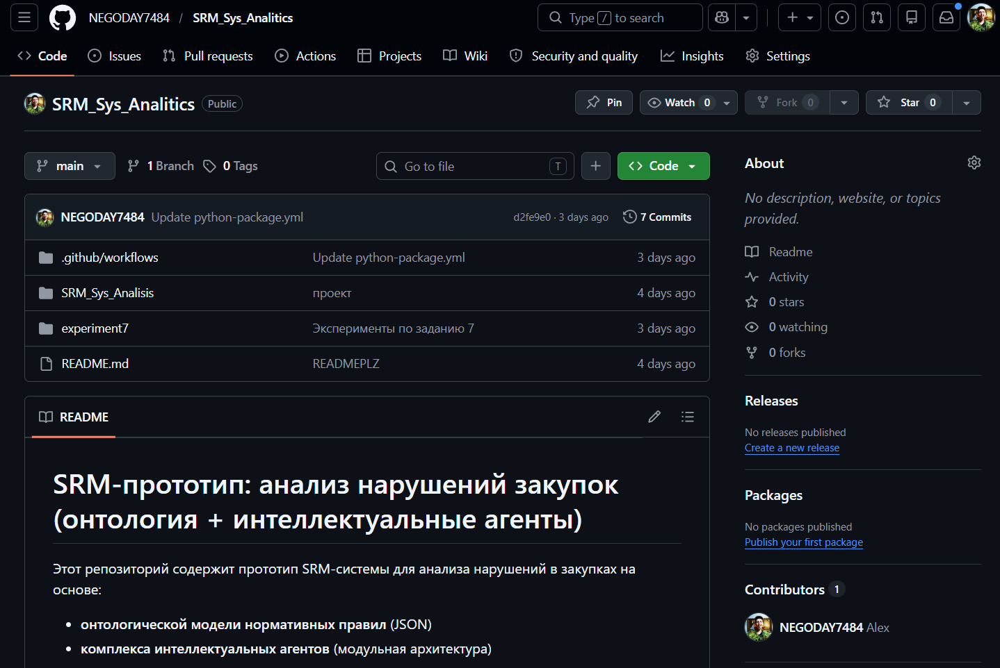 NEGODAY7484 / SRM_Sys_Analitics
Type / to search
Code
Issues
Pull requests
Actions
Projects
Wiki
Security and quality
Insights
Settings
SRM_Sys_Analitics Public
Pin
Watch 0
Fork 0
Star 0
main
1 Branch
0 Tags
Go to file T
Code
NEGODAY7484 Update python-package.yml d2fe9e0 · 3 days ago 7 Commits
.github/workflows Update python-package.yml 3 days ago
SRM_Sys_Analisis проект 4 days ago
experiment7 Эксперименты по заданию 7 3 days ago
README.md READMEPLZ 4 days ago
README
SRM-прототип: анализ нарушений закупок
(онтология + интеллектуальные агенты)
Этот репозиторий содержит прототип SRM-системы для анализа нарушений в закупках на
основе:
• онтологической модели нормативных правил (JSON)
• комплекса интеллектуальных агентов (модульная архитектура)
About
No description, website, or topics
provided.
Readme
Activity
0 stars
0 watching
0 forks
Releases
No releases published
Create a new release
Packages
No packages published
Publish your first package
Contributors 1
NEGODAY7484 Alex